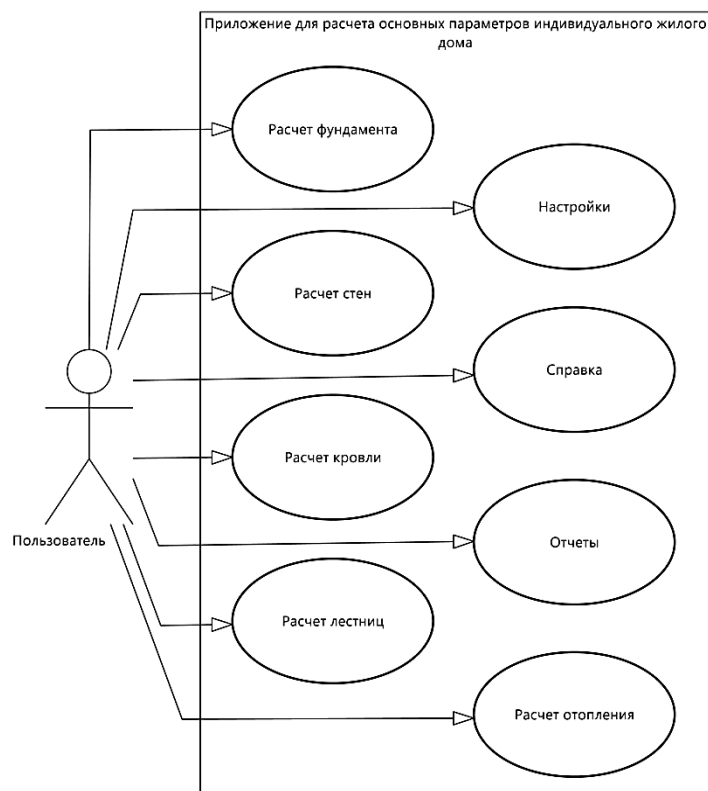 Приложение для расчета основных параметров индивидуального жилого
дома
Расчет фундамента
Настройки
Расчет стен
Справка
Расчет кровли
Пользователь
Отчеты
Расчет лестниц
Расчет отопления